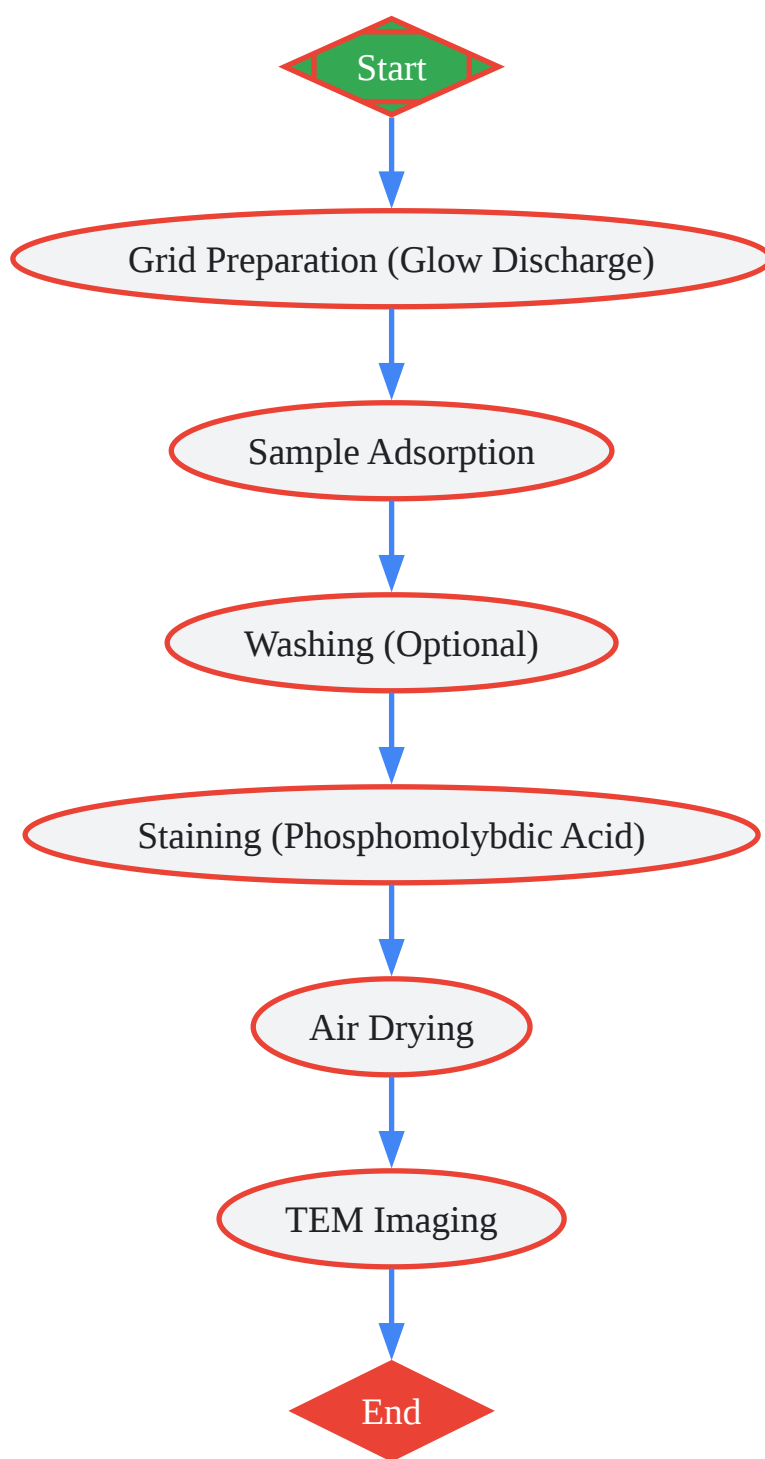 Start
Grid Preparation (Glow Discharge)
Sample Adsorption
Washing (Optional)
Staining (Phosphomolybdic Acid)
Air Drying
TEM Imaging
End